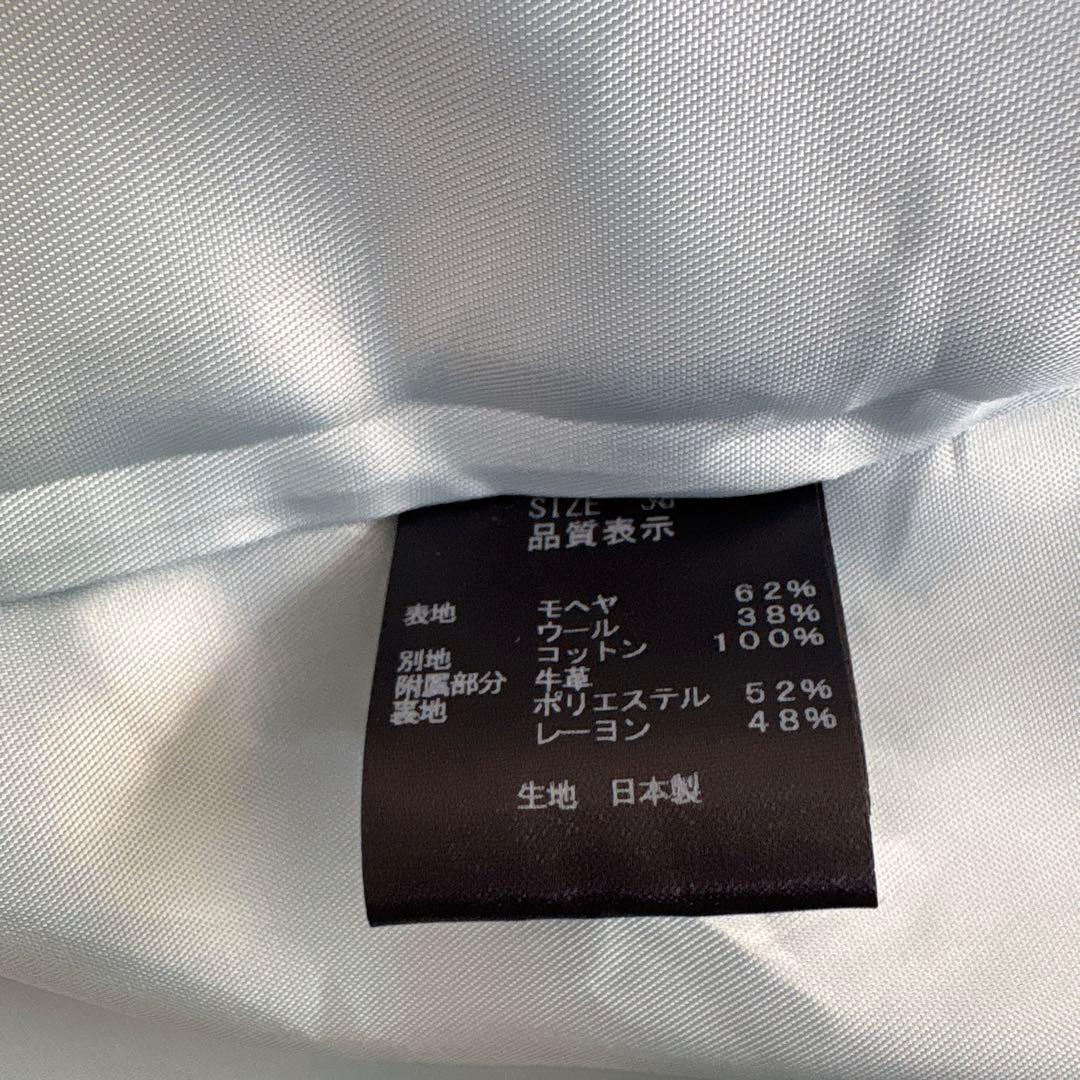 SIZE
品質表示
表地 モヘヤ 62%
ウール 38%
別地 コットン 100%
附属部分 牛革
裏地 ポリエステル 52%
レーヨン 48%
生地 日本製